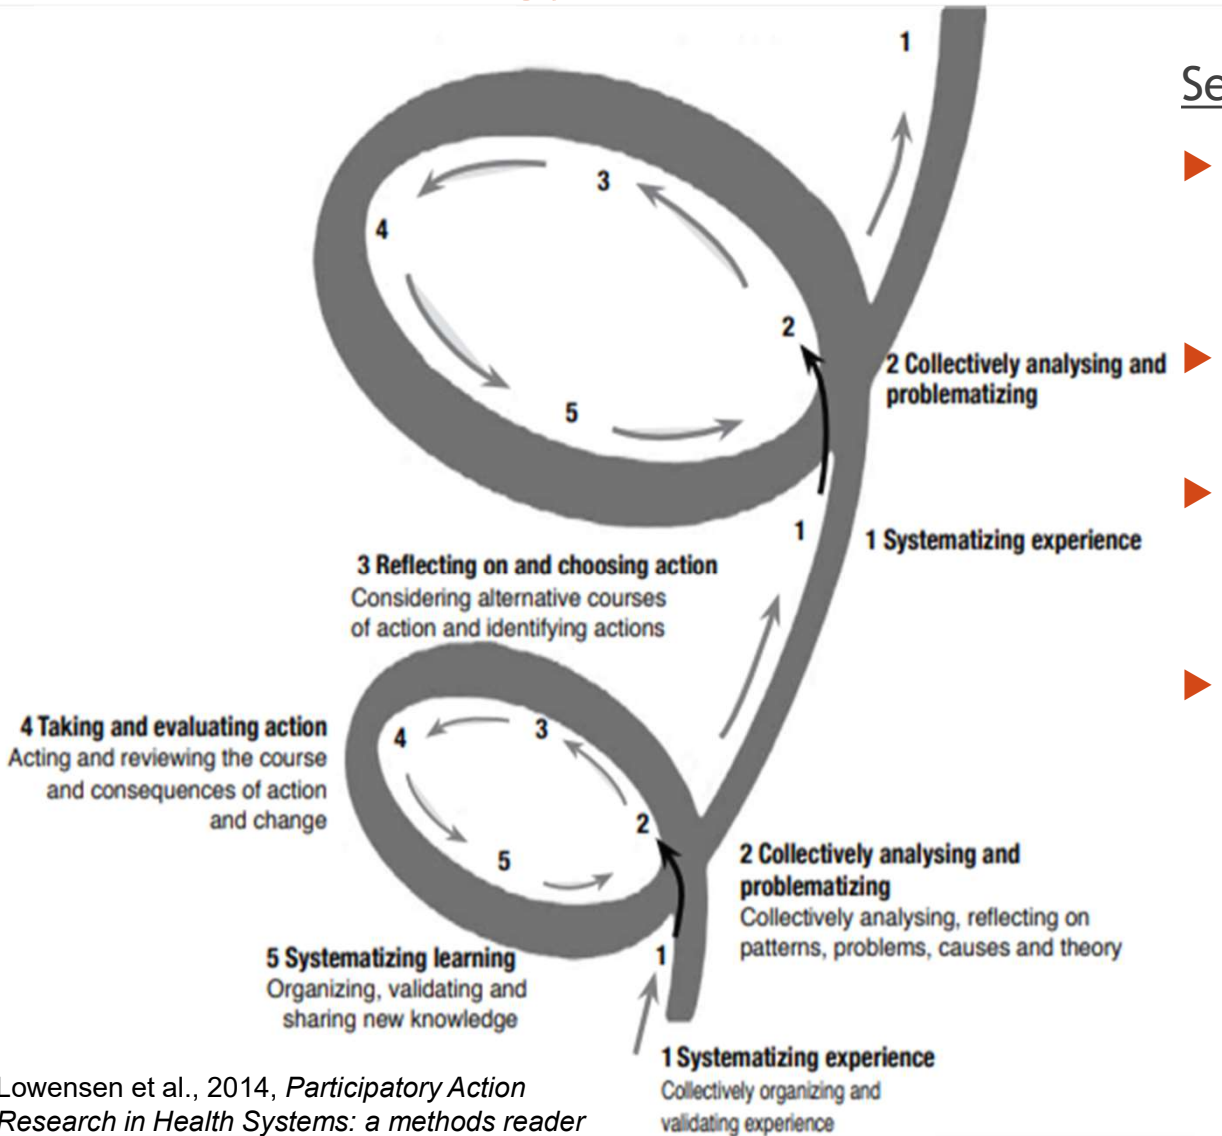 1
Se
3
4
2
2 Collectively analysing and
problematizing
5
1
1 Systematizing experience
3 Reflecting on and choosing action
Considering alternative courses
of action and identifying actions
4 Taking and evaluating action
Acting and reviewing the course
and consequences of action
and change
4
3
2
5
2 Collectively analysing and
problematizing
Collectively analysing, reflecting on
patterns, problems, causes and theory
5 Systematizing learning
Organizing, validating and
sharing new knowledge
1
1 Systematizing experience
Collectively organizing and
validating experience
Lowensen et al., 2014, Participatory Action
Research in Health Systems: a methods reader